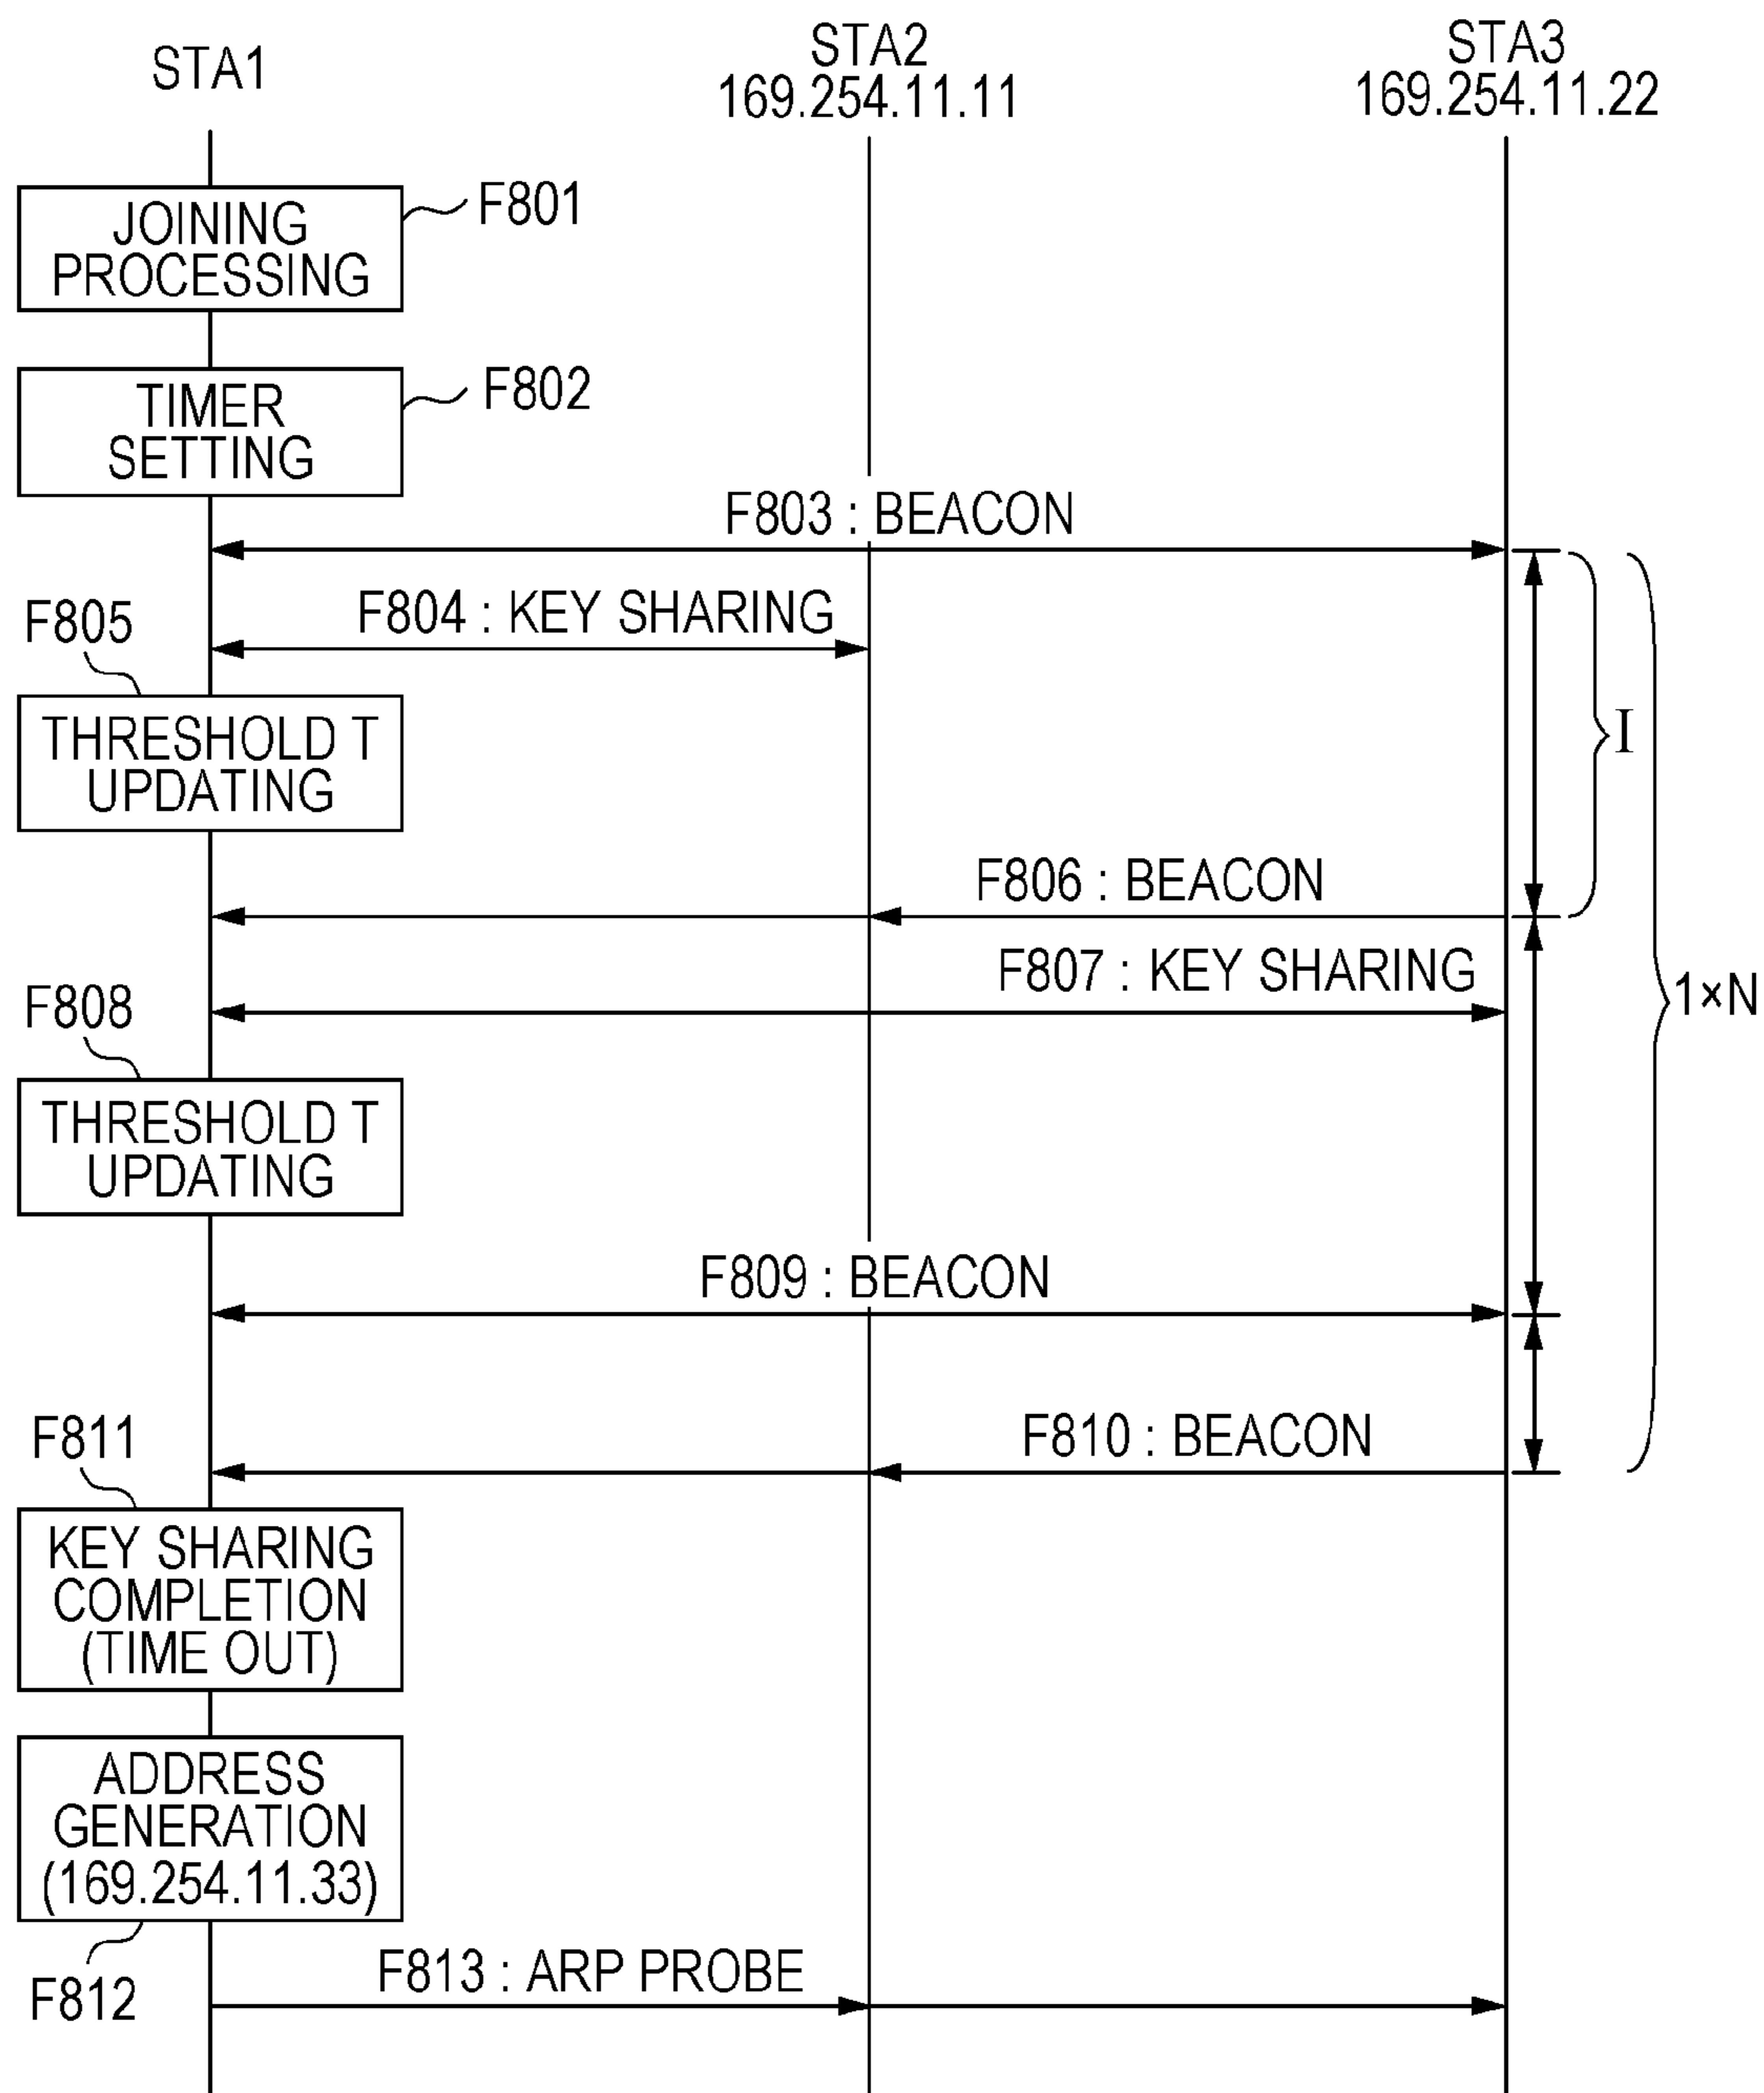 STA1
STA2
169.254.11.11
STA3
169.254.11.22
JOINING
PROCESSING
F801
TIMER
SETTING
F802
F803 : BEACON
F804 : KEY SHARING
F805
THRESHOLD T
UPDATING
I
F806 : BEACON
F807 : KEY SHARING
1×N
F808
THRESHOLD T
UPDATING
F809 : BEACON
F810 : BEACON
F811
KEY SHARING
COMPLETION
(TIME OUT)
ADDRESS
GENERATION
(169.254.11.33)
F812
F813 : ARP PROBE